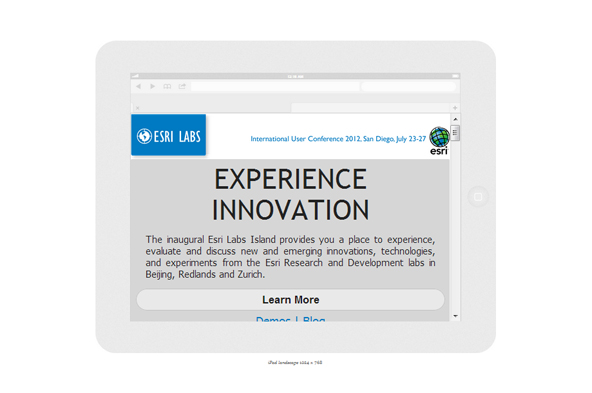 ESRI LABS
International User Conference 2012, San Diego, July 23-27
esri
EXPERIENCE
INNOVATION
The inaugural Esri Labs Island provides you a place to experience,
evaluate and discuss new and emerging innovations, technologies,
and experiments from the Esri Research and Development labs in
Beijing, Redlands and Zurich.
Learn More
Demos | Blog
iPad landscape 1024 x 768